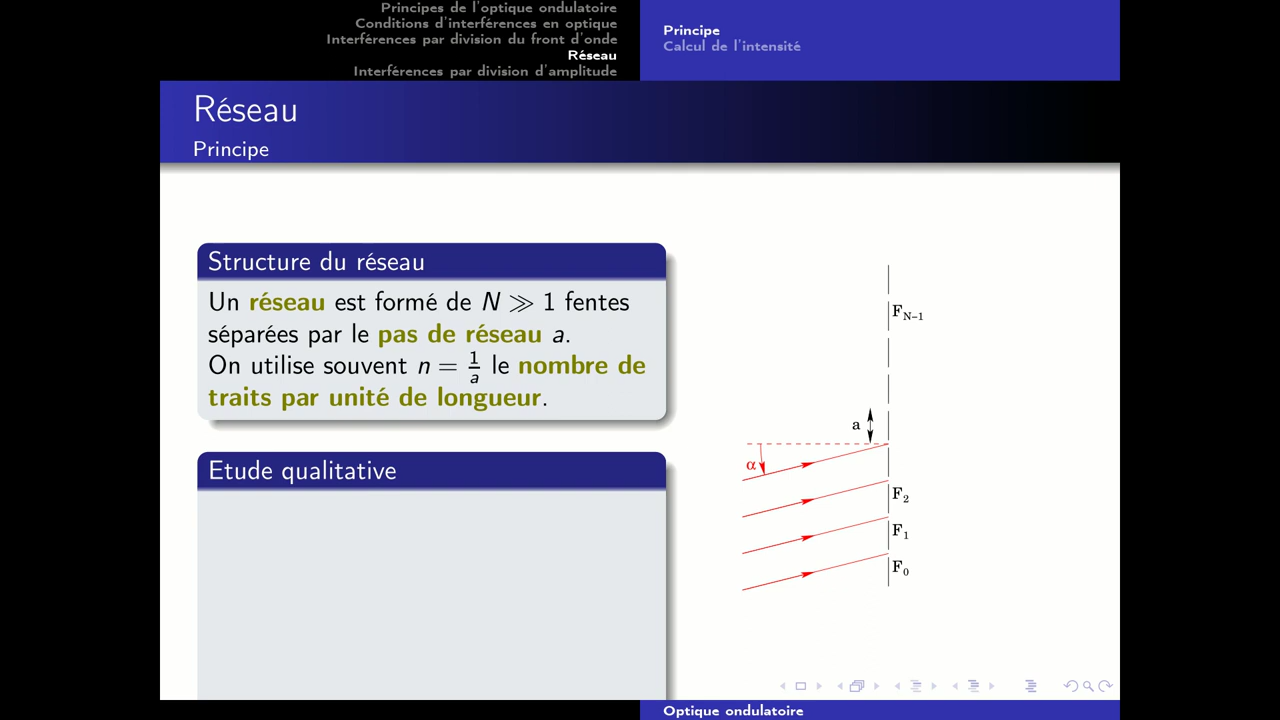 Principes de l'optique ondulatoire
Conditions d'interférences en optique
Interférences par division du front d'onde
Réseau
Interférences par division d'amplitude
Principe
Calcul de l'intensité
Réseau
Principe
Structure du réseau
Un réseau est formé de N ≫ 1 fentes
séparées par le pas de réseau a.
On utilise souvent n = 1/a le nombre de
traits par unité de longueur.
Etude qualitative
F_{N−1}
a
α
F_2
F_1
F_0
Optique ondulatoire